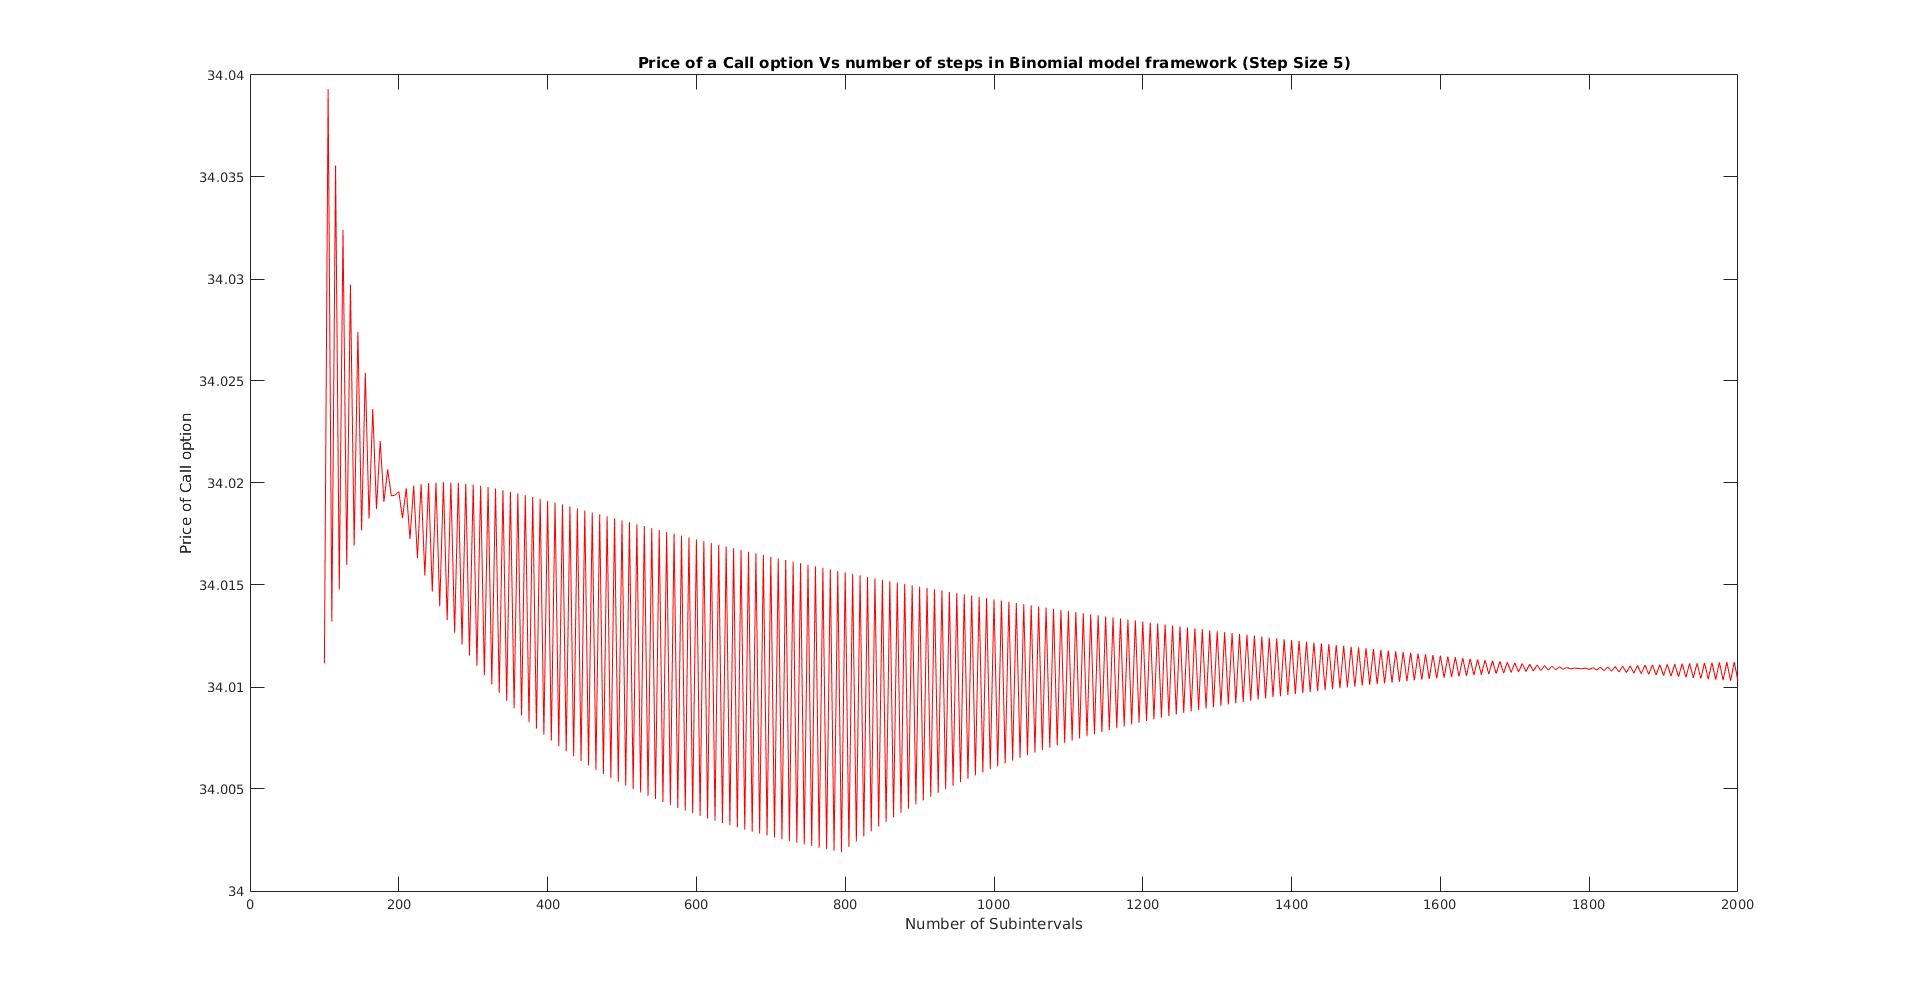 Price of a Call option Vs number of steps in Binomial model framework (Step Size 5)
34.04
34.035
34.03
34.025
34.02
34.015
34.01
34.005
34
Price of Call option
0 200 400 600 800 1000 1200 1400 1600 1800 2000
Number of Subintervals